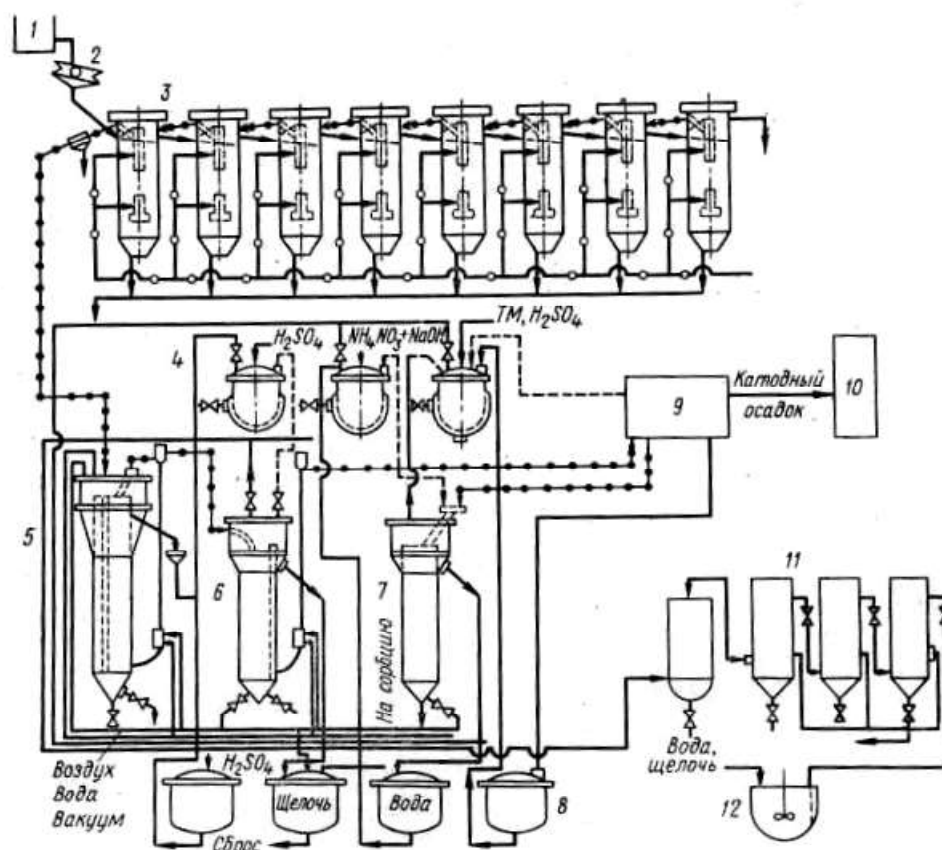 1
2
3
ТМ, H₂SO₄
4
H₂SO₄
NH₄NO₃+NaOH
9
Катодный
осадок
10
5
6
7
На сорбцию
11
Воздух
Вода
Вакуум
H₂SO₄
Щелочь
Вода
8
Вода,
щелочь
12
Сброс